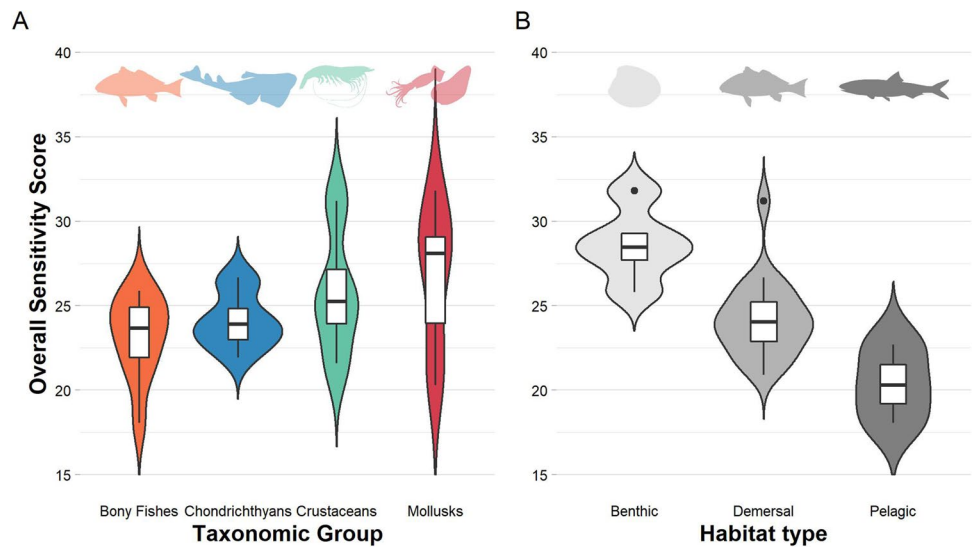 A
B
40
35
30
25
20
15
Overall Sensitivity Score
Bony Fishes Chondrichthyans Crustaceans Mollusks
Taxonomic Group
40
35
30
25
20
15
Benthic Demersal Pelagic
Habitat type